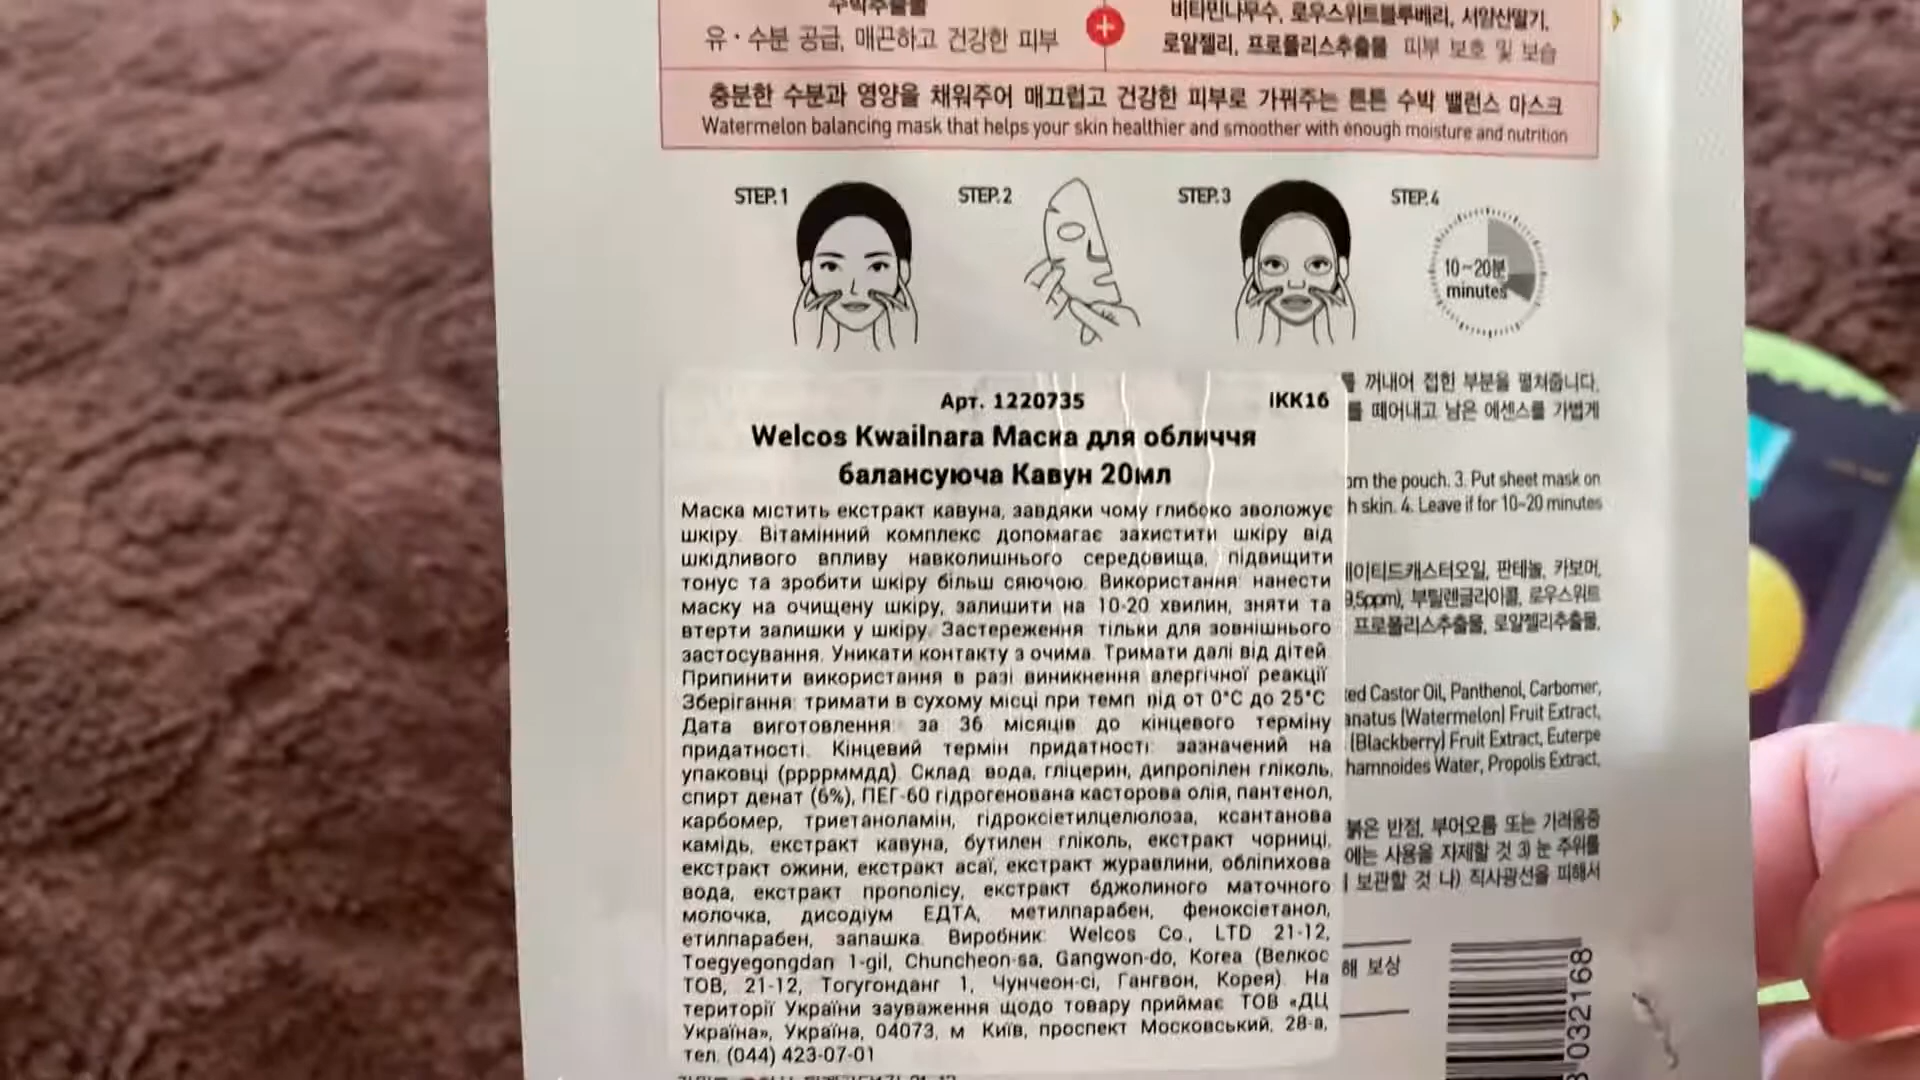 유·수분 공급, 매끈하고 건강한 피부
비타민나무수, 로우스위트블루베리, 서양산딸기,
로얄젤리, 프로폴리스추출물 피부 보호 및 보습
충분한 수분과 영양을 채워주어 매끄럽고 건강한 피부로 가꿔주는 튼튼 수박 밸런스 마스크
Watermelon balancing mask that helps your skin healthier and smoother with enough moisture and nutrition
STEP.1 STEP.2 STEP.3 STEP.4
10~20분
minutes
Арт. 1220735 IKK16
Welcos Kwailnara Маска для обличчя
балансуюча Кавун 20мл
Маска містить екстракт кавуна, завдяки чому глибоко зволожує
шкіру. Вітамінний комплекс допомагає захистити шкіру від
шкідливого впливу навколишнього середовища, підвищити
тонус та зробити шкіру більш сяючою. Використання: нанести
маску на очищену шкіру, залишити на 10-20 хвилин, зняти та
втерти залишки у шкіру. Застереження: тільки для зовнішнього
застосування. Уникати контакту з очима. Тримати далі від дітей.
Припинити використання в разі виникнення алергічної реакції.
Зберігання: тримати в сухому місці при темп. від от 0°C до 25°C.
Дата виготовлення: за 36 місяців до кінцевого терміну
придатності. Кінцевий термін придатності: зазначений на
упаковці (ррррммдд). Склад: вода, гліцерин, дипропілен гліколь,
спирт денат (6%), ПЕГ-60 гідрогенована касторова олія, пантенол,
карбомер, триетаноламін, гідроксіетилцелюлоза, ксантанова
камідь, екстракт кавуна, бутилен гліколь, екстракт чорниці,
екстракт ожини, екстракт асаї, екстракт журавлини, обліпихова
вода, екстракт прополісу, екстракт бджолиного маточного
молочка, дисодіум ЕДТА, метилпарабен, феноксіетанол,
етилпарабен, запашка. Виробник: Welcos Co., LTD 21-12,
Toegyegongdan 1-gil, Chuncheon-sa, Gangwon-do, Korea (Велкос
ТОВ, 21-12, Тогугонданг 1, Чунчеон-сі, Гангвон, Корея). На
території України зауваження щодо товару приймає ТОВ «ДЦ
Україна», Україна, 04073, м. Київ, проспект Московський, 28-в,
тел. (044) 423-07-01
꺼내어 접힌 부분을 펼쳐줍니다.
를 떼어내고 남은 에센스를 가볍게
om the pouch. 3. Put sheet mask on
h skin. 4. Leave if for 10~20 minutes
이티드캐스터오일, 판테놀, 카보머,
9.5ppm), 부틸렌글라이콜, 로우스위트
프로폴리스추출물, 로얄젤리추출물,
ted Castor Oil, Panthenol, Carbomer,
anatus (Watermelon) Fruit Extract,
(Blackberry) Fruit Extract, Euterpe
hamnoides Water, Propolis Extract,
붉은 반점, 부어오름 또는 가려움증
에는 사용을 자제할 것 3) 눈 주위를
보관할 것 나) 직사광선을 피해서
해 보상
032168